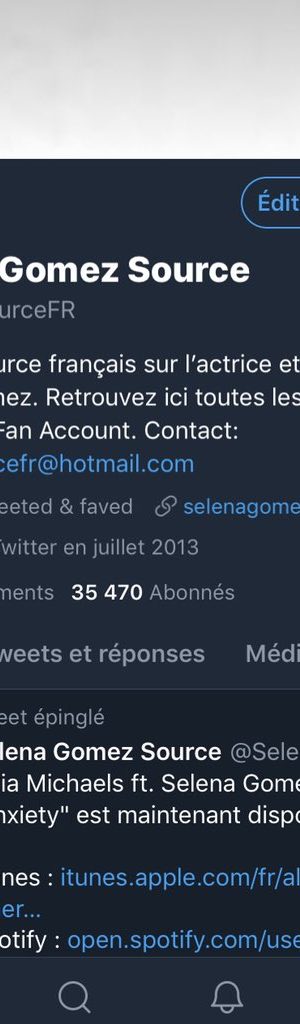 Édit
Gomez Source
urceFR
urce français sur l'actrice et
nez. Retrouvez ici toutes les
Fan Account. Contact:
cefr@hotmail.com
eeted & faved selenagome
Twitter en juillet 2013
ments 35 470 Abonnés
weets et réponses Médi
eet épinglé
lena Gomez Source @Sele
ia Michaels ft. Selena Gome
nxiety" est maintenant dispo
nes : itunes.apple.com/fr/al
er...
otify : open.spotify.com/use